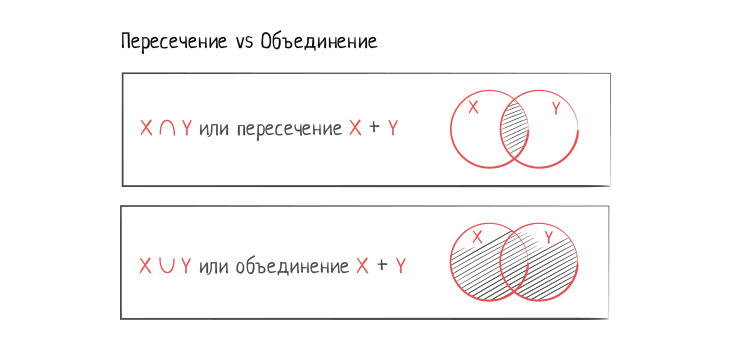 Пересечение vs Объединение
X ∩ Y или пересечение X + Y
X Y
X ∪ Y или объединение X + Y
X Y